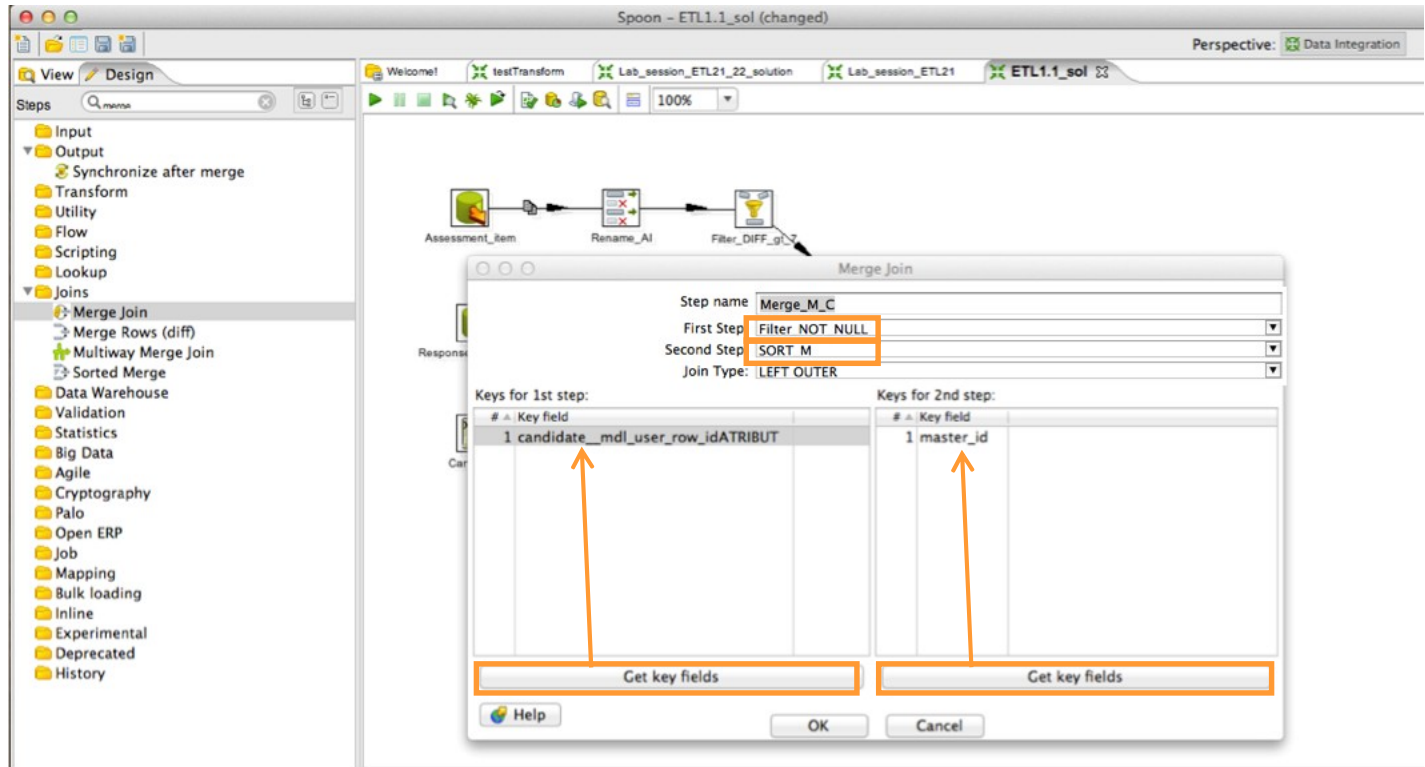 Spoon - ETL1.1_sol (changed)
Perspective: Data Integration
View Design
Welcome! testTransform Lab_session_ETL21_22_solution Lab_session_ETL21 ETL1.1_sol
Steps
100%
Input
Output
Synchronize after merge
Transform
Utility
Flow
Scripting
Lookup
Joins
Merge Join
Merge Rows (diff)
Multiway Merge Join
Sorted Merge
Data Warehouse
Validation
Statistics
Big Data
Agile
Cryptography
Palo
Open ERP
Job
Mapping
Bulk loading
Inline
Experimental
Deprecated
History
Assessment_item Rename_AI Filter_DIFF_gt_7
Respons
Car
Merge Join
Step name Merge_M_C
First Step Filter_NOT_NULL
Second Step SORT_M
Join Type: LEFT OUTER
Keys for 1st step: Keys for 2nd step:
# Key field # Key field
1 candidate__mdl_user_row_idATRIBUT 1 master_id
Get key fields Get key fields
Help
OK Cancel